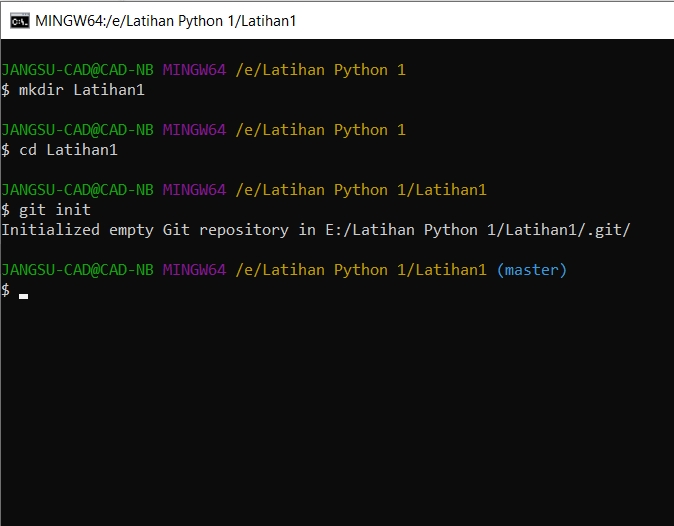 MINGW64:/e/Latihan Python 1/Latihan1
JANGSU-CAD@CAD-NB MINGW64 /e/Latihan Python 1
$ mkdir Latihan1
JANGSU-CAD@CAD-NB MINGW64 /e/Latihan Python 1
$ cd Latihan1
JANGSU-CAD@CAD-NB MINGW64 /e/Latihan Python 1/Latihan1
$ git init
Initialized empty Git repository in E:/Latihan Python 1/Latihan1/.git/
JANGSU-CAD@CAD-NB MINGW64 /e/Latihan Python 1/Latihan1 (master)
$